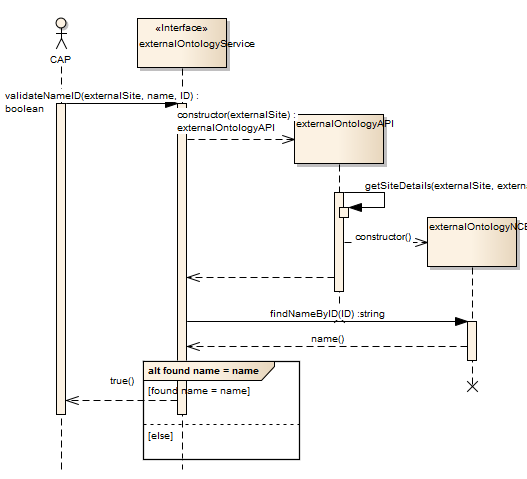 «Interface»
externalOntologyService
CAP
validateNameID(externalSite, name, ID) :
boolean
constructor(externalSite) :
externalOntologyAPI
externalOntologyAPI
getSiteDetails(externalSite, extern
externalOntologyNCB
constructor()
findNameByID(ID) :string
name()
alt found name = name
true()
[found name = name]
[else]